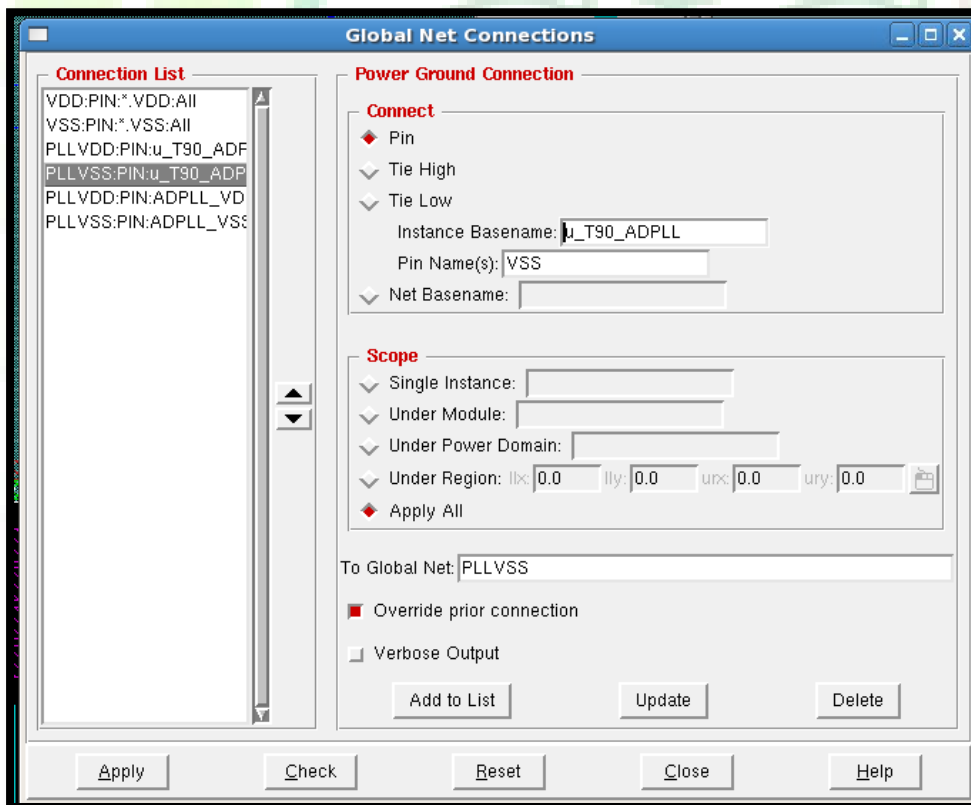 Global Net Connections
Connection List
VDD:PIN:*.VDD:All
VSS:PIN:*.VSS:All
PLLVDD:PIN:u_T90_ADF
PLLVSS:PIN:u_T90_ADP
PLLVDD:PIN:ADPLL_VD
PLLVSS:PIN:ADPLL_VSS
Power Ground Connection
Connect
Pin
Tie High
Tie Low
Instance Basename: u_T90_ADPLL
Pin Name(s): VSS
Net Basename:
Scope
Single Instance:
Under Module:
Under Power Domain:
Under Region: llx: 0.0 lly: 0.0 urx: 0.0 ury: 0.0
Apply All
To Global Net: PLLVSS
Override prior connection
Verbose Output
Add to List Update Delete
Apply Check Reset Close Help